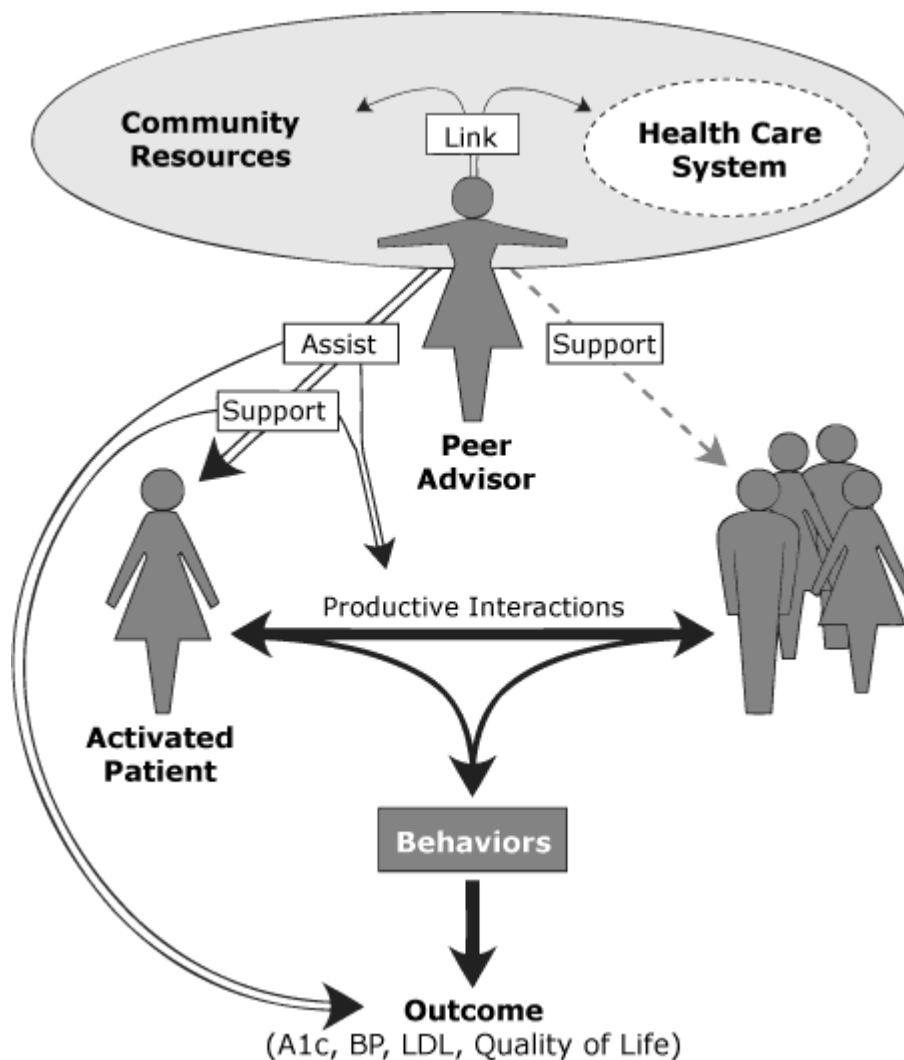 Community
Resources
Link
Health Care
System
Assist
Support
Support
Peer
Advisor
Productive Interactions
Activated
Patient
Behaviors
Outcome
(A1c, BP, LDL, Quality of Life)